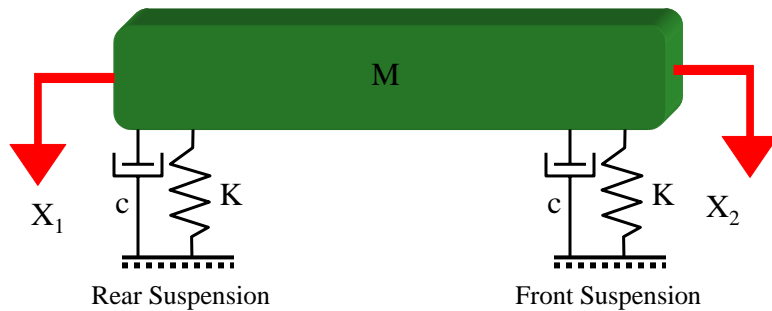 M
c
K
c
K
X₁
X₂
Rear Suspension
Front Suspension